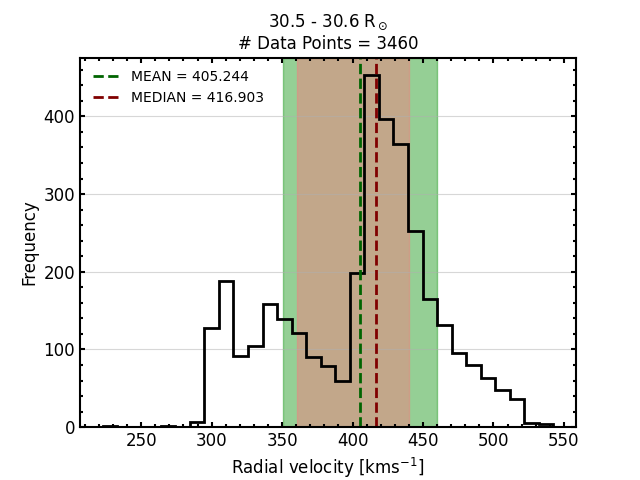 30.5 - 30.6 R⊙
# Data Points = 3460
MEAN = 405.244
MEDIAN = 416.903
Frequency
400
300
200
100
0
250 300 350 400 450 500 550
Radial velocity [kms⁻¹]